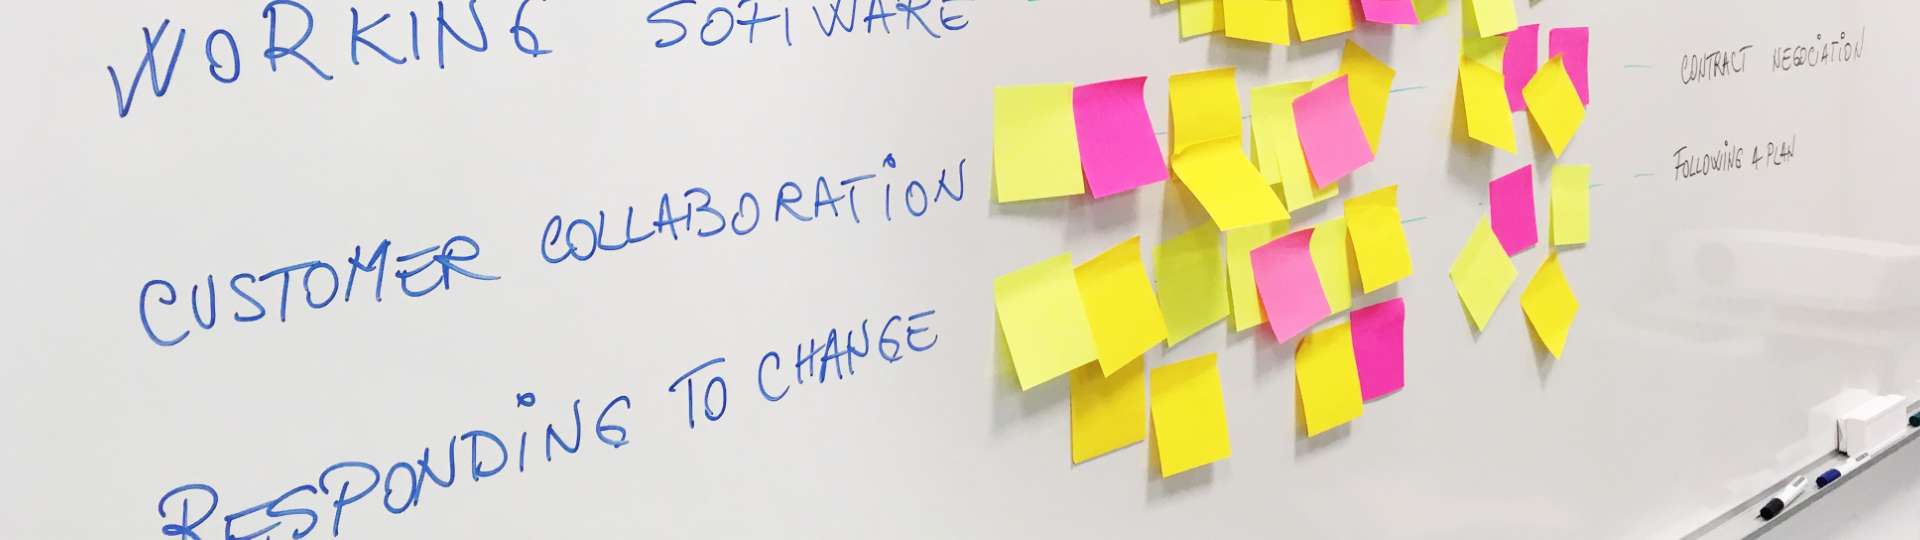 WORKING SOFTWARE
CUSTOMER COLLABORATION
RESPONDING TO CHANGE
CONTRACT NEGOCIATION
FOLLOWING A PLAN